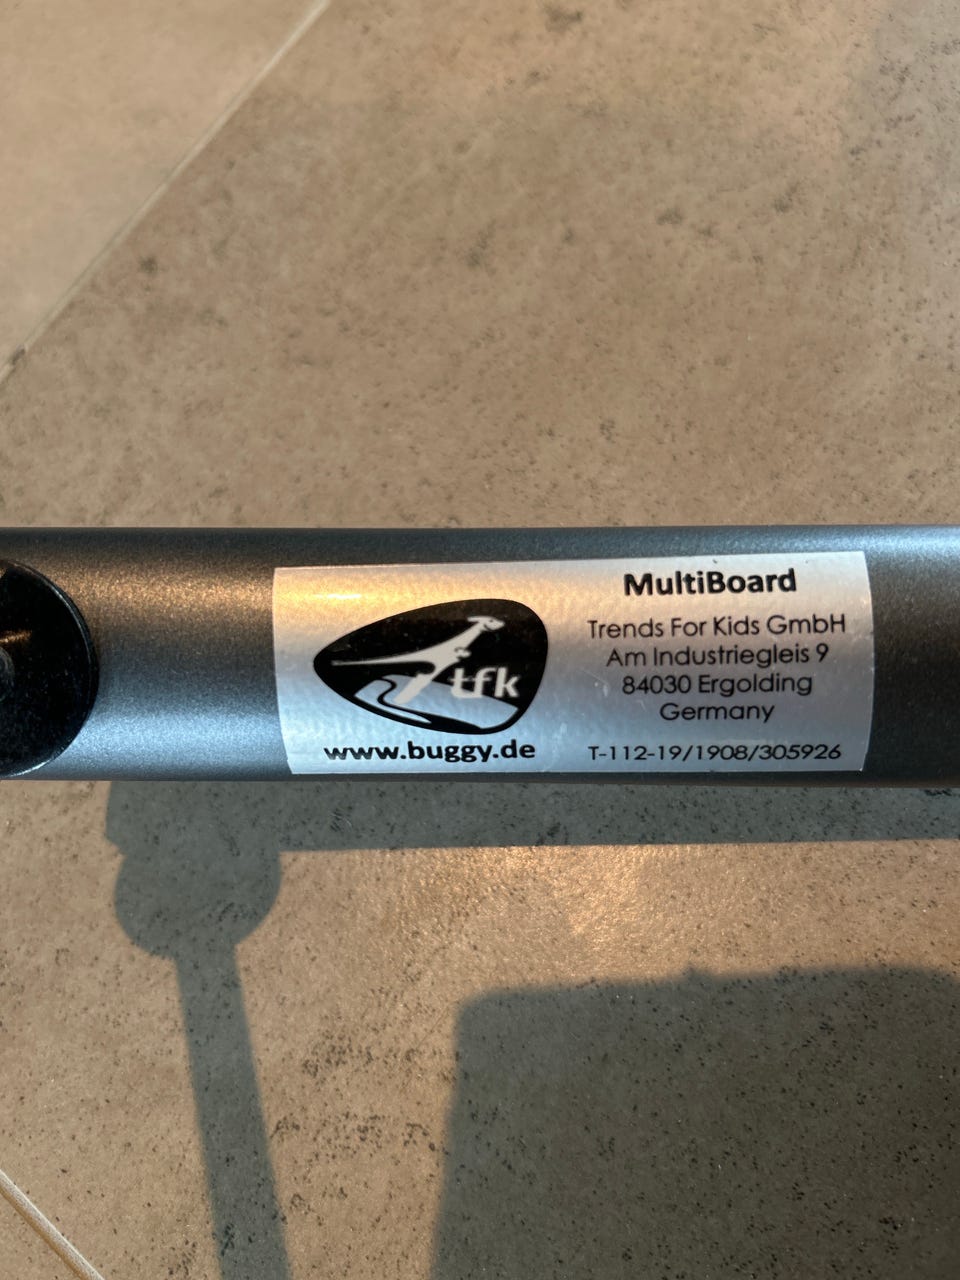 tfk
www.buggy.de
MultiBoard
Trends For Kids GmbH
Am Industriegleis 9
84030 Ergolding
Germany
T-112-19/1908/305926